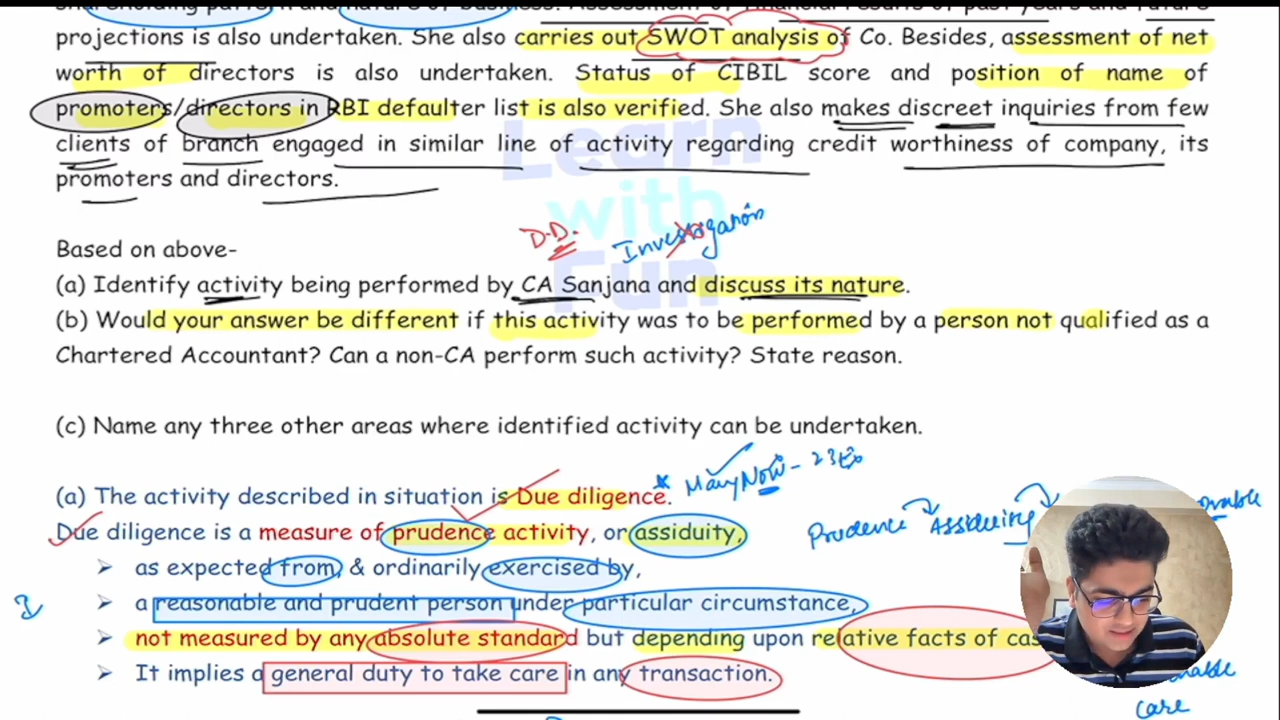 projections is also undertaken. She also carries out SWOT analysis of Co. Besides, assessment of net
worth of directors is also undertaken. Status of CIBIL score and position of name of
promoters/directors in RBI defaulter list is also verified. She also makes discreet inquiries from few
clients of branch engaged in similar line of activity regarding credit worthiness of company, its
promoters and directors.
Learn
with
Fun
D.D. Investigation
Based on above-
(a) Identify activity being performed by CA Sanjana and discuss its nature.
(b) Would your answer be different if this activity was to be performed by a person not qualified as a
Chartered Accountant? Can a non-CA perform such activity? State reason.
(c) Name any three other areas where identified activity can be undertaken.
(a) The activity described in situation is Due diligence.
Due diligence is a measure of prudence activity, or assiduity,
Prudence Assiduity
➤ as expected from, & ordinarily exercised by,
➤ a reasonable and prudent person under particular circumstance,
➤ not measured by any absolute standard but depending upon relative facts of
➤ It implies a general duty to take care in any transaction.
care